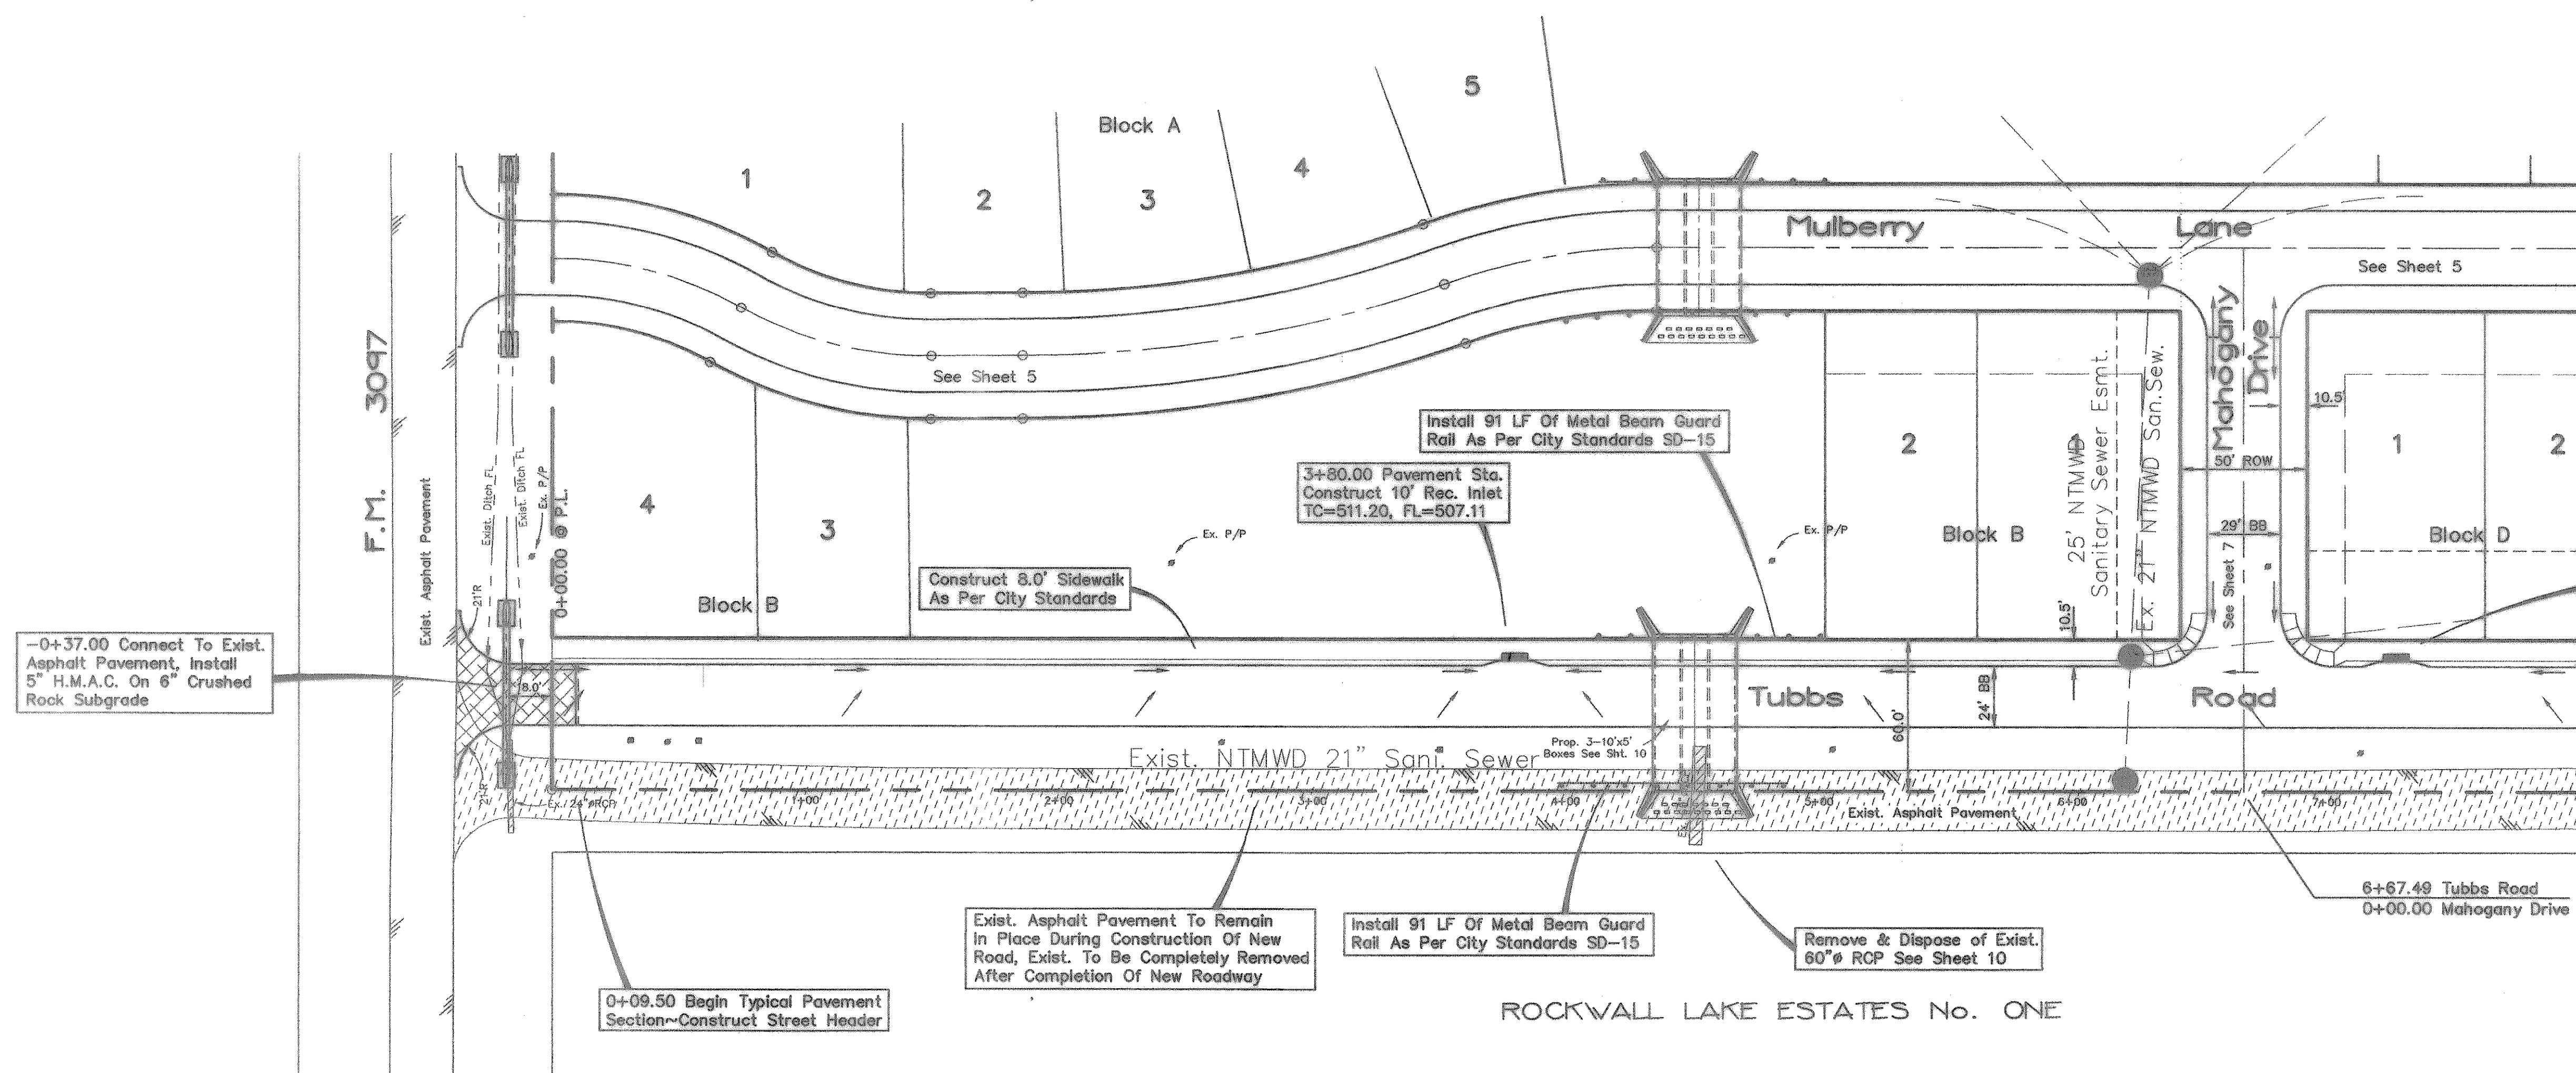 5
Block A
1
2
3
4
Mulberry Lane
See Sheet 5
See Sheet 5
F.M. 3097
Exist. Asphalt Pavement
Exist. Ditch FL
Exist. Ditch FL
Ex. P/P
0+00.00 @ P.L.
21'R
4
3
Block B
Ex. P/P
Ex. P/P
Install 91 LF Of Metal Beam Guard
Rail As Per City Standards SD-15
3+80.00 Pavement Sta.
Construct 10' Rec. Inlet
TC=511.20, FL=507.11
Construct 8.0' Sidewalk
As Per City Standards
2
1
Block B
25' NTMWD
Sanitary Sewer Esmt.
Ex. 21" NTMWD San.Sew.
Mahogany
Drive
10.5'
50' ROW
29' BB
See Sheet 7
1
2
Block D
10.5'
-0+37.00 Connect To Exist.
Asphalt Pavement, Install
5" H.M.A.C. On 6" Crushed
Rock Subgrade
18.0'
Tubbs Road
60.0'
24' BB
Prop. 3-10'x5'
Boxes See Sht. 10
Exist. NTMWD 21" Sani. Sewer
21'R
Ex. 24"ø RCP
1+00
2+00
3+00
4+00
5+00
6+00
7+00
Exist. Asphalt Pavement
6+67.49 Tubbs Road
0+00.00 Mahogany Drive
Exist. Asphalt Pavement To Remain
In Place During Construction Of New
Road, Exist. To Be Completely Removed
After Completion Of New Roadway
Install 91 LF Of Metal Beam Guard
Rail As Per City Standards SD-15
Remove & Dispose of Exist.
60"ø RCP See Sheet 10
0+09.50 Begin Typical Pavement
Section~Construct Street Header
ROCKWALL LAKE ESTATES No. ONE